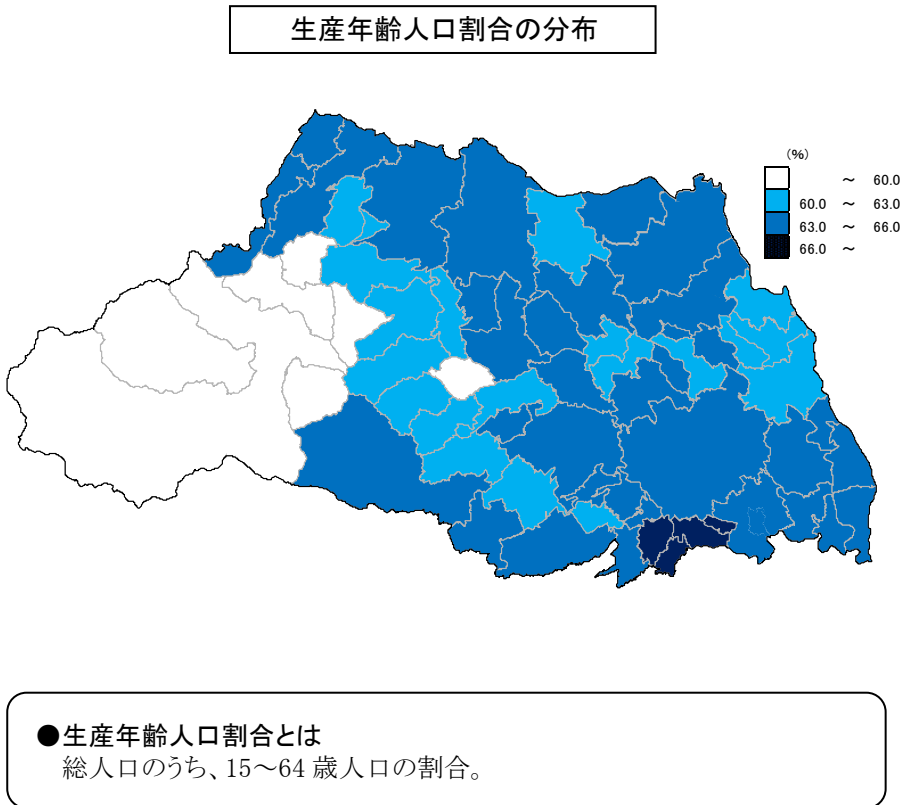 生産年齢人口割合の分布
(%)
～ 60.0
60.0 ～ 63.0
63.0 ～ 66.0
66.0 ～
●生産年齢人口割合とは
総人口のうち、15～64 歳人口の割合。